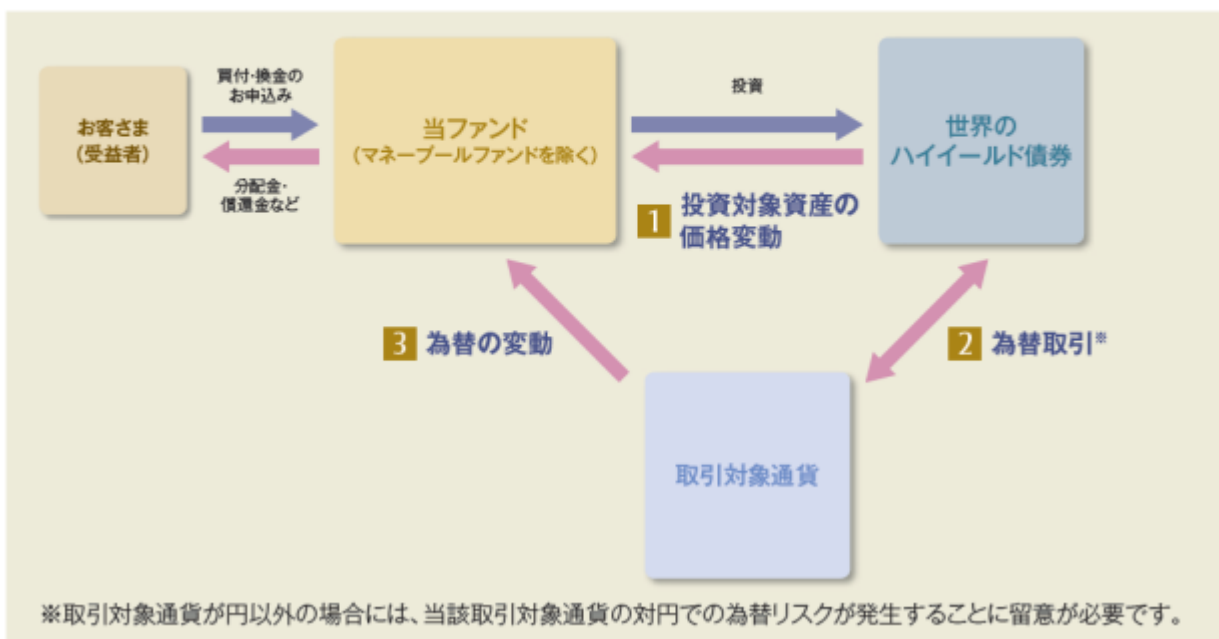 お客さま
(受益者)
買付・換金の
お申込み
分配金・
償還金など
当ファンド
(マネープールファンドを除く)
投資
1 投資対象資産の
価格変動
世界の
ハイイールド債券
3 為替の変動
2 為替取引※
取引対象通貨
※取引対象通貨が円以外の場合には、当該取引対象通貨の対円での為替リスクが発生することに留意が必要です。